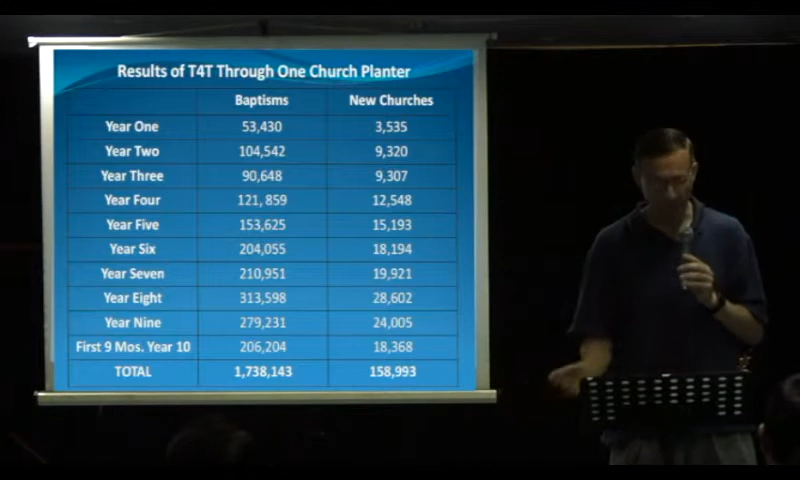 Results of T4T Through One Church Planter
Baptisms New Churches
Year One 53,430 3,535
Year Two 104,542 9,320
Year Three 90,648 9,307
Year Four 121, 859 12,548
Year Five 153,625 15,193
Year Six 204,055 18,194
Year Seven 210,951 19,921
Year Eight 313,598 28,602
Year Nine 279,231 24,005
First 9 Mos. Year 10 206,204 18,368
TOTAL 1,738,143 158,993